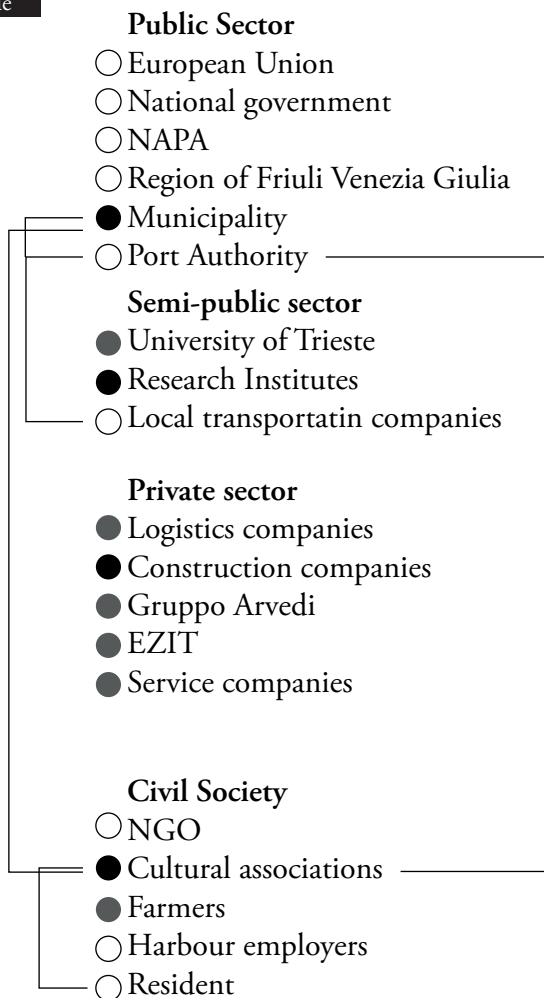 Public Sector
European Union
National government
NAPA
Region of Friuli Venezia Giulia
Municipality
Port Authority
Semi-public sector
University of Trieste
Research Institutes
Local transportatin companies
Private sector
Logistics companies
Construction companies
Gruppo Arvedi
EZIT
Service companies
Civil Society
NGO
Cultural associations
Farmers
Harbour employers
Resident